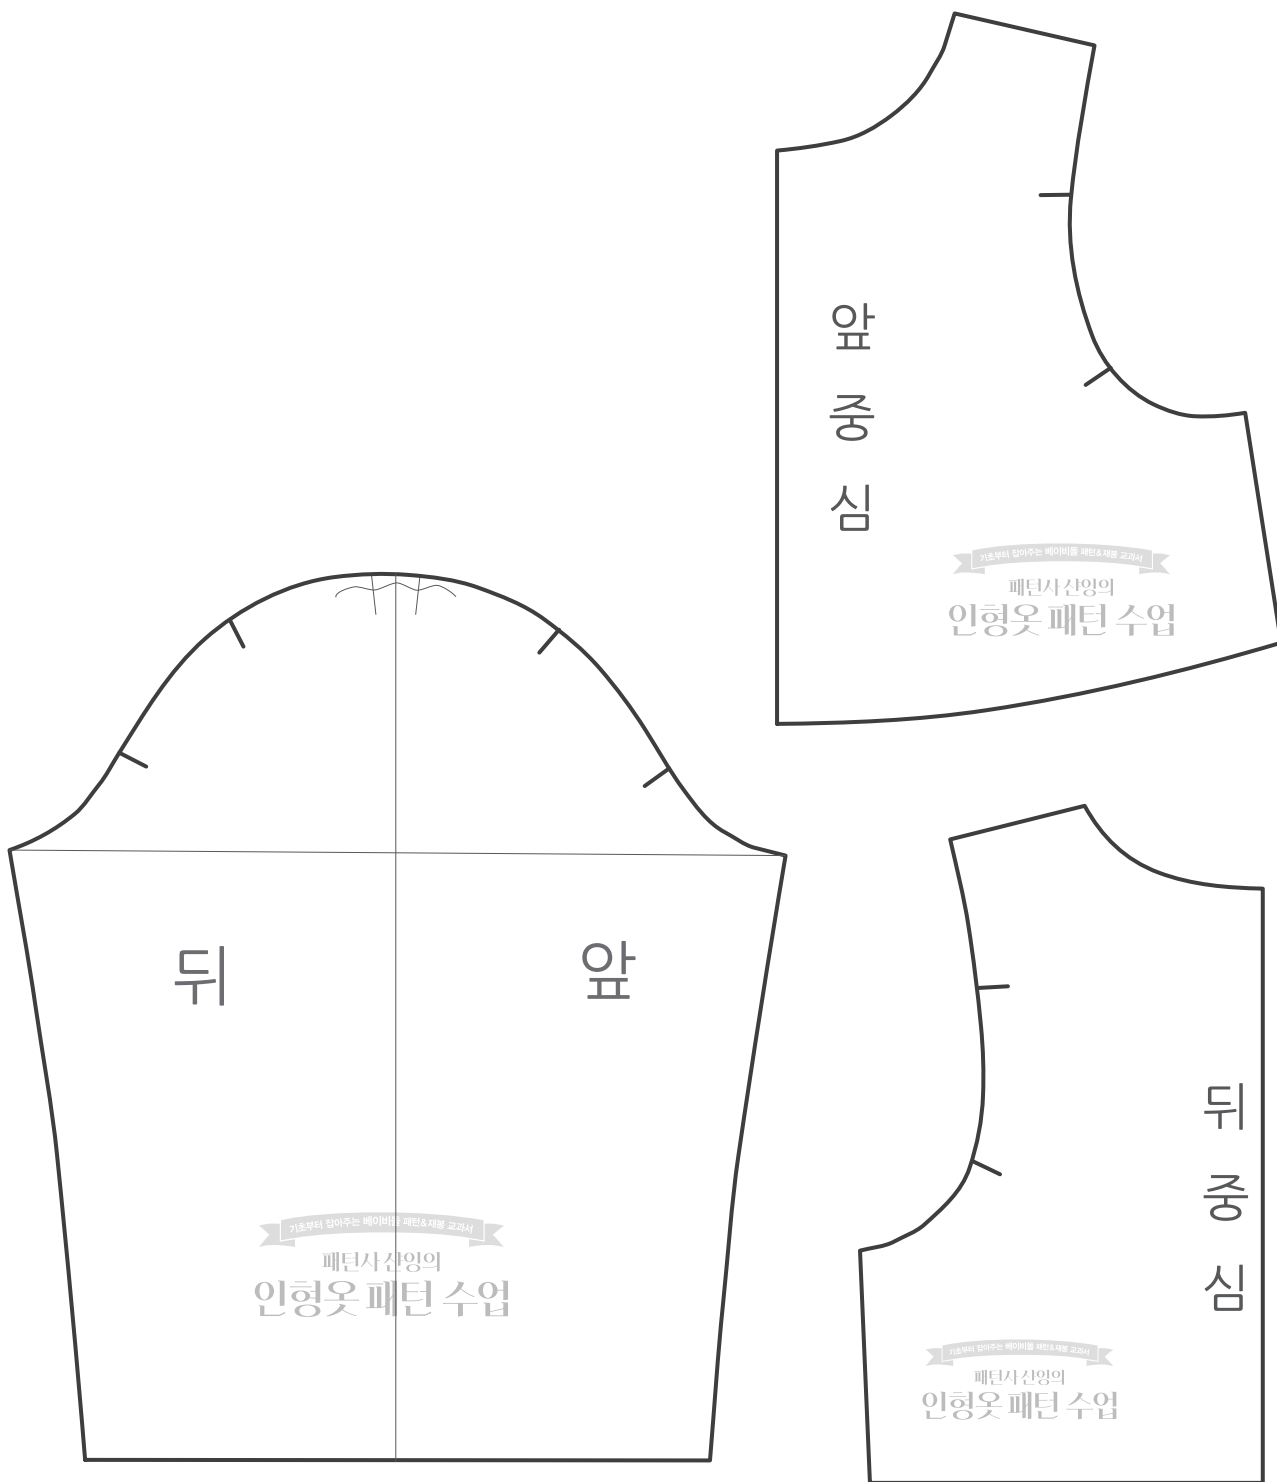 앞
중
심
기초부터 잡아주는 베이비돌 패턴&재봉 교과서
패턴사 산잉의
인형옷 패턴 수업
뒤
앞
기초부터 잡아주는 베이비돌 패턴&재봉 교과서
패턴사 산잉의
인형옷 패턴 수업
뒤
중
심
기초부터 잡아주는 베이비돌 패턴&재봉 교과서
패턴사 산잉의
인형옷 패턴 수업